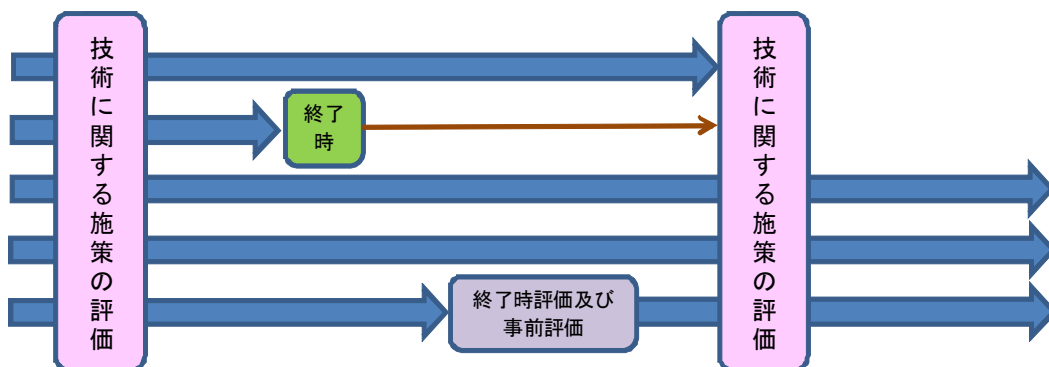 技術に関する施策の評価
終了
時
終了時評価及び
事前評価
技術に関する施策の評価